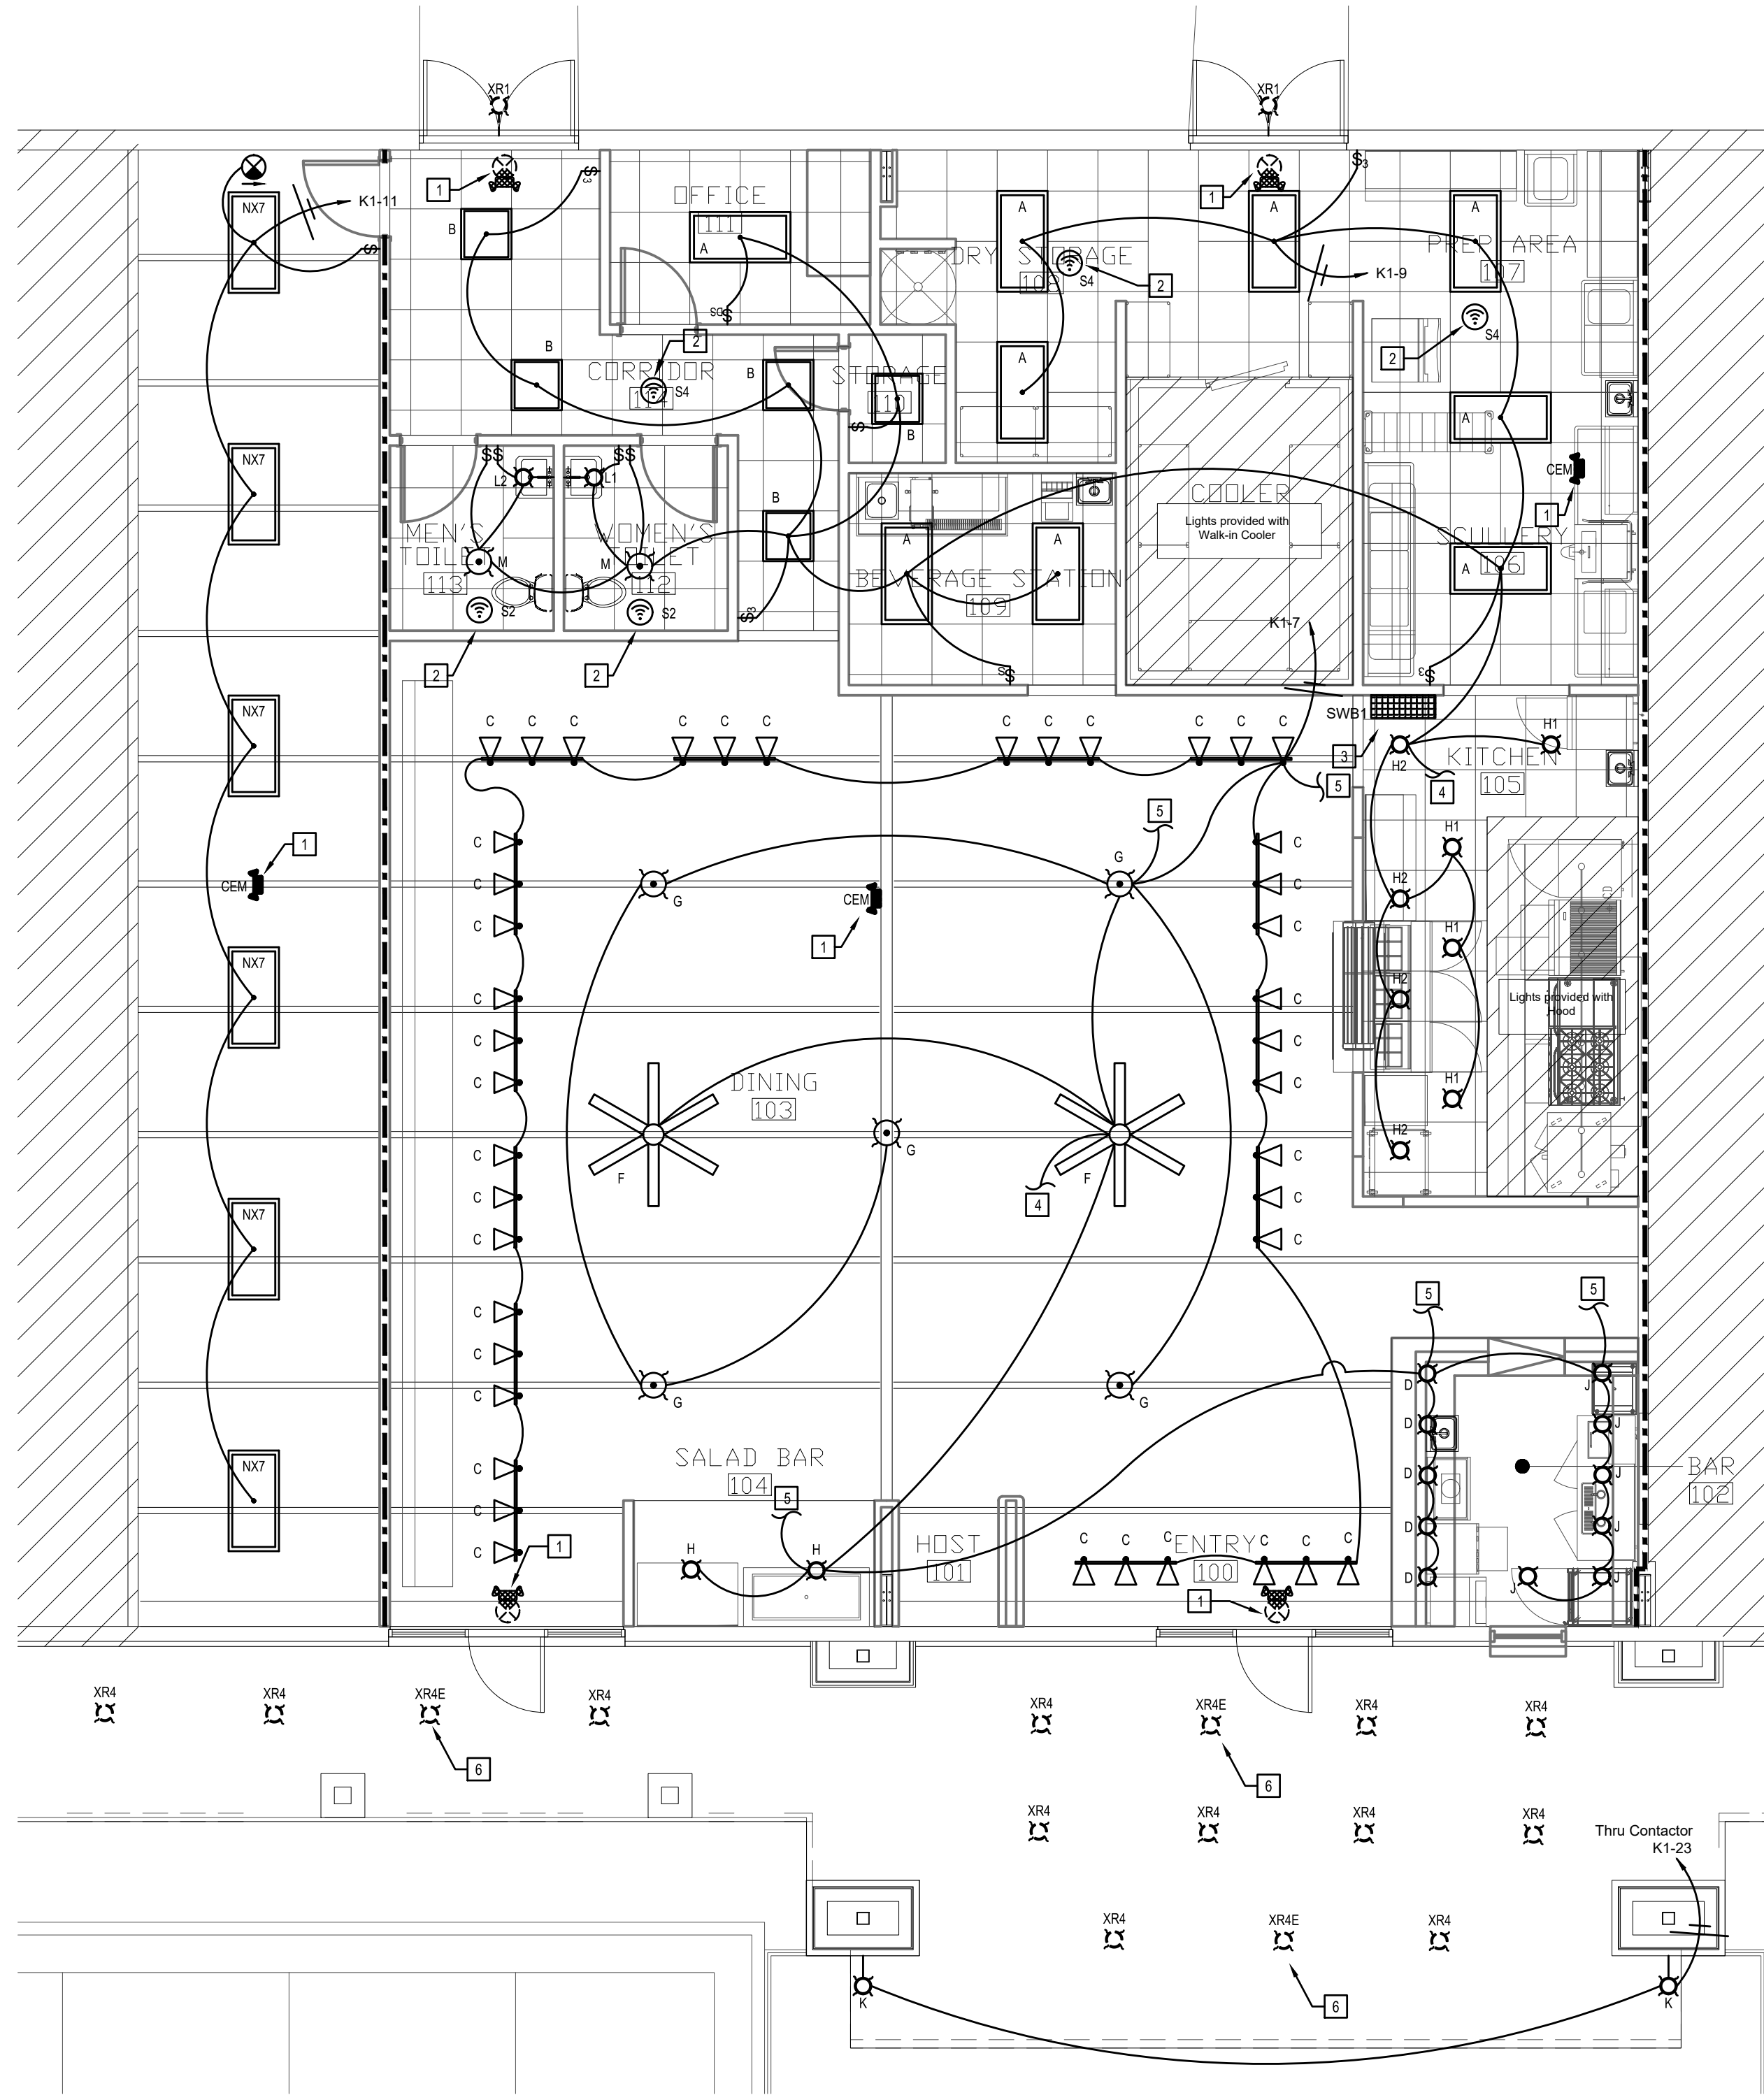 XR1
XR1
1
1
NX7
K1-11
$
$3
B
OFFICE
111
A
$DS
$3
A
A
A
DRY STORAGE
108
S4
2
K1-9
PREP AREA
107
S4
2
B
CORRIDOR
114
S4
2
B
STORAGE
110
B
$
A
A
NX7
$$
$$
L2
L1
MEN'S
TOILET
113
M
S2
WOMEN'S
TOILET
112
M
S2
B
2
2
$3
A
A
BEVERAGE STATION
109
$S
COOLER
Lights provided with
Walk-in Cooler
K1-7
CEM
1
SCULLERY
106
A
$3
SWB1
3
NX7
C
C
C
C
C
C
C
C
C
C
C
C
5
H2
H1
KITCHEN
105
4
C
C
C
C
C
C
G
G
5
CEM
1
CEM
1
H1
H2
H1
H2
H1
H2
Lights provided with
Hood
NX7
C
C
C
C
C
C
DINING
103
F
F
G
4
C
C
C
C
C
C
NX7
C
C
C
G
G
5
5
D
D
D
D
D
J
J
J
J
J
J
BAR
102
NX7
C
C
C
1
SALAD BAR
104
5
H
H
HOST
101
C
C
C
C
C
C
ENTRY
100
1
XR4
XR4
XR4E
XR4
XR4
XR4E
XR4
XR4
6
6
XR4
XR4
XR4
XR4
Thru Contactor
K1-23
XR4
XR4E
XR4
6
K
K